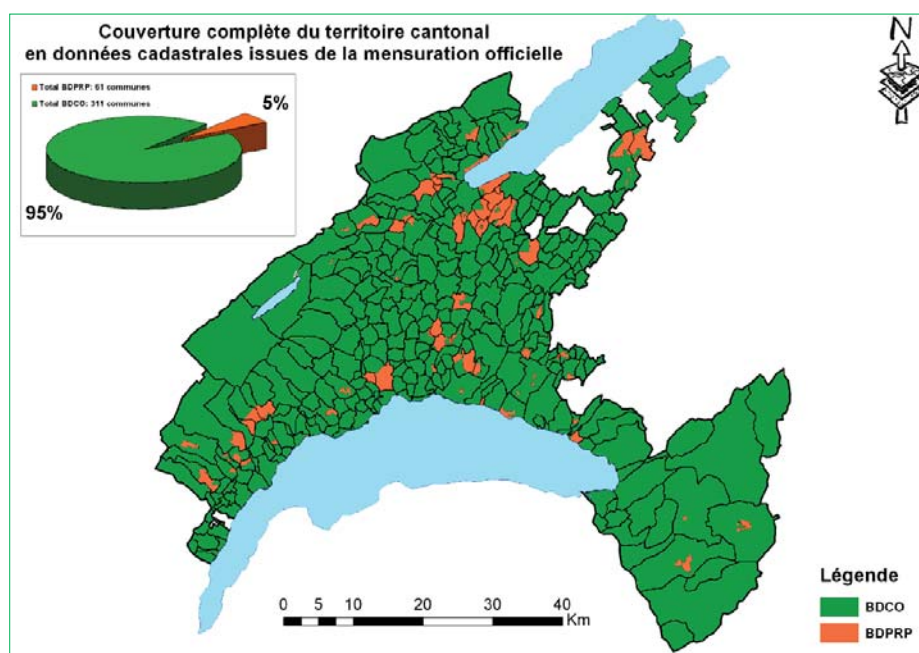 Couverture complète du territoire cantonal
en données cadastrales issues de la mensuration officielle
Total BDPRP: 61 communes
Total BDCO: 311 communes
5%
95%
N
0 5 10 20 30 40
Km
Légende
BDCO
BDPRP